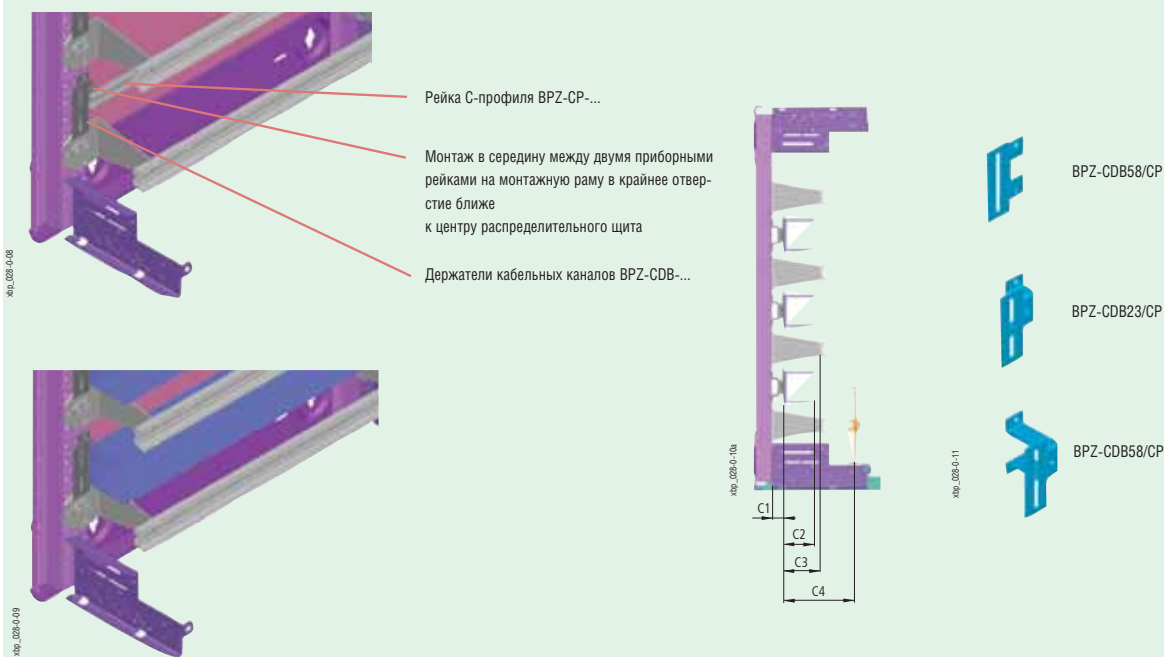 Рейка С-профиля BPZ-CP-...
Монтаж в середину между двумя приборными
рейками на монтажную раму в крайнее отвер-
стие ближе
к центру распределительного щита
Держатели кабельных каналов BPZ-CDB-...
xbp_028-0-08
xbp_028-0-09
C1
C2
C3
C4
xbp_028-0-10a
BPZ-CDB58/CP
BPZ-CDB23/CP
BPZ-CDB58/CP
xbp_028-0-11